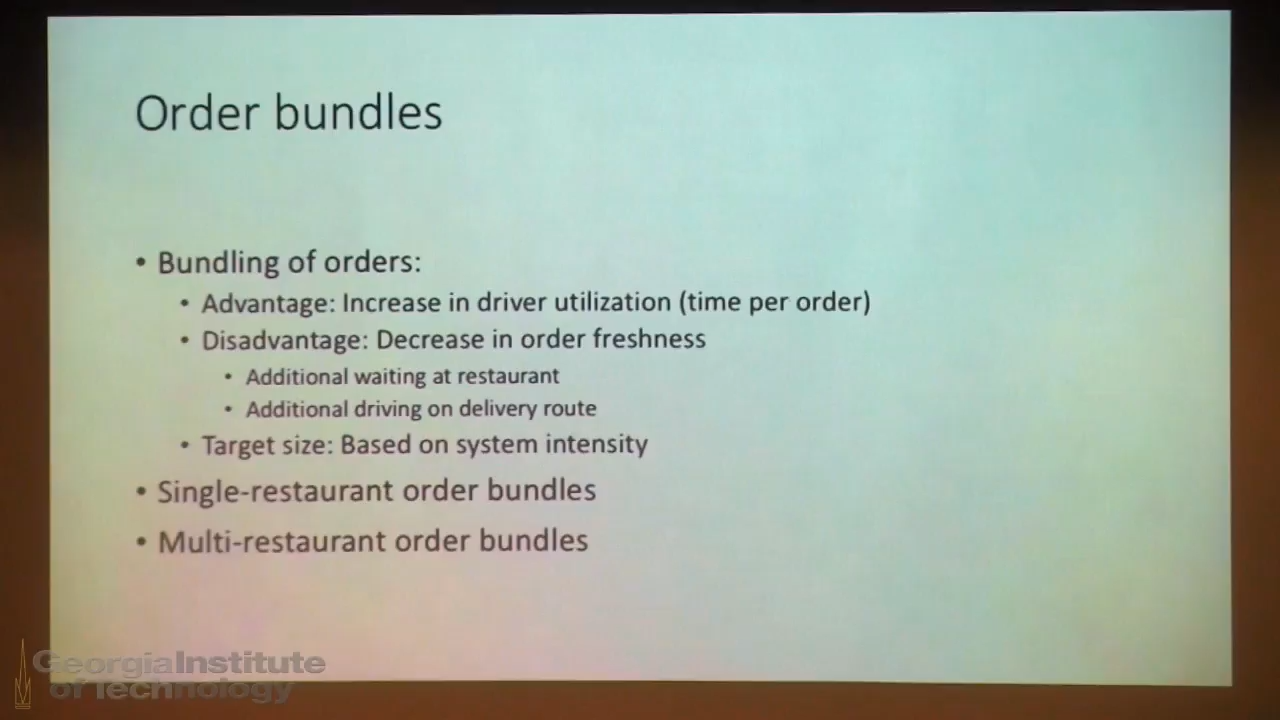 Order bundles
• Bundling of orders:
• Advantage: Increase in driver utilization (time per order)
• Disadvantage: Decrease in order freshness
• Additional waiting at restaurant
• Additional driving on delivery route
• Target size: Based on system intensity
• Single-restaurant order bundles
• Multi-restaurant order bundles
Georgia Institute
of Technology